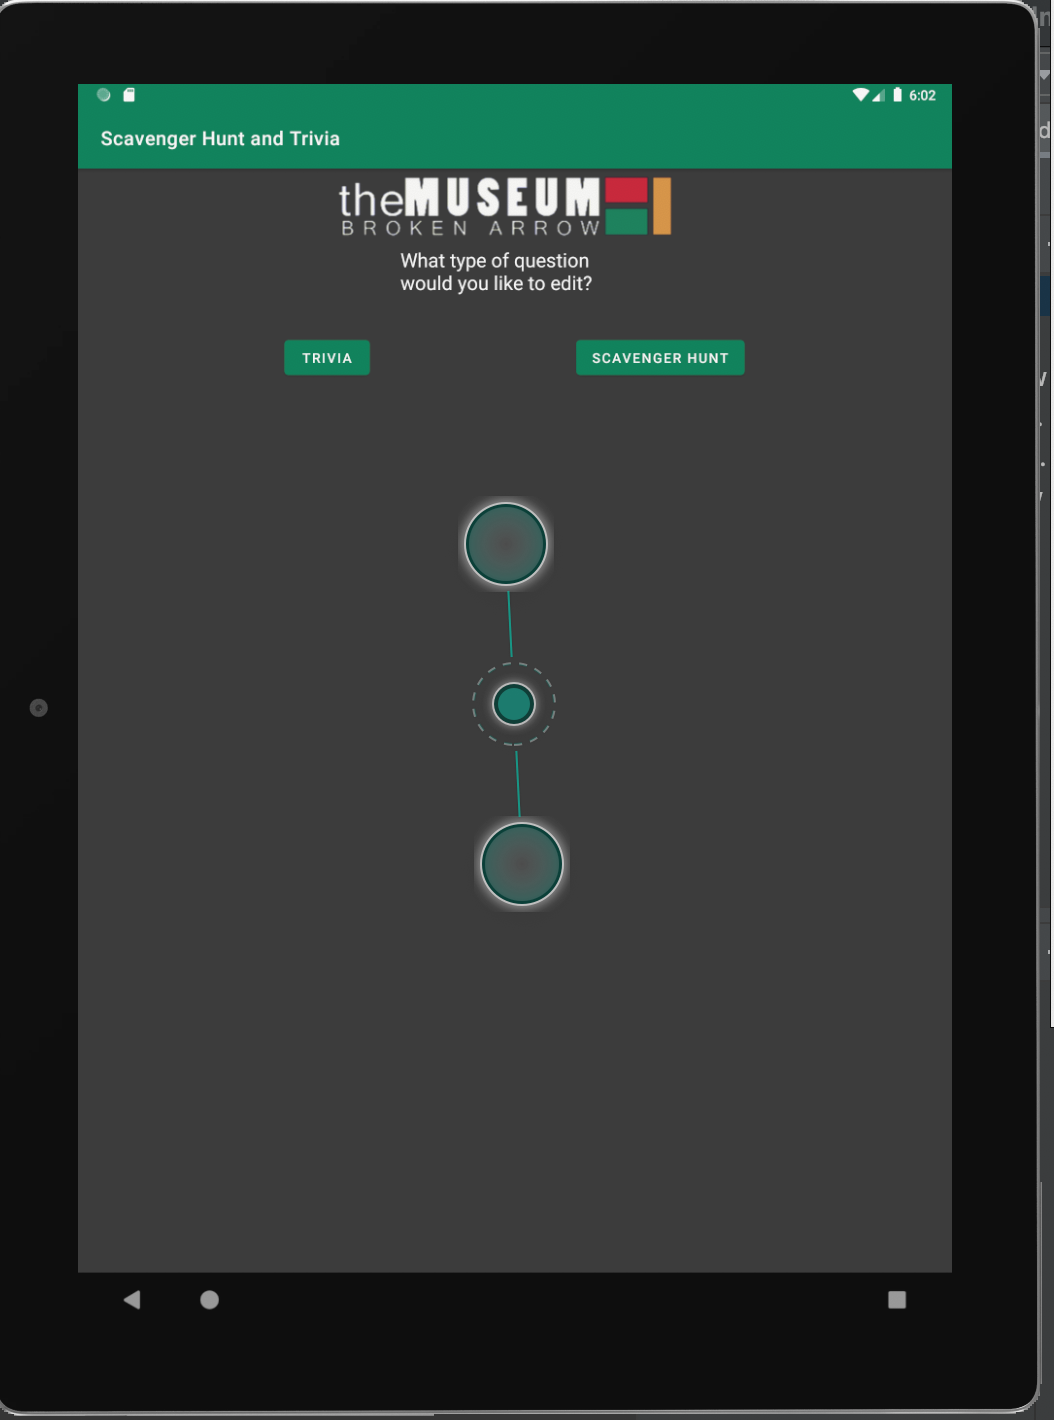 6:02
Scavenger Hunt and Trivia
theMUSEUM
BROKEN ARROW
What type of question
would you like to edit?
TRIVIA
SCAVENGER HUNT